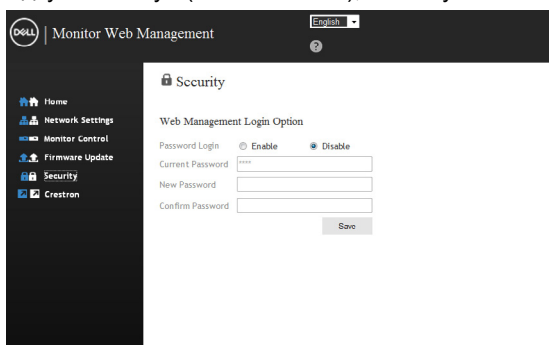 DELL
Monitor Web Management
English
?
Security
Home
Network Settings
Monitor Control
Firmware Update
Security
Crestron
Web Management Login Option
Password Login Enable Disable
Current Password ****
New Password
Confirm Password
Save